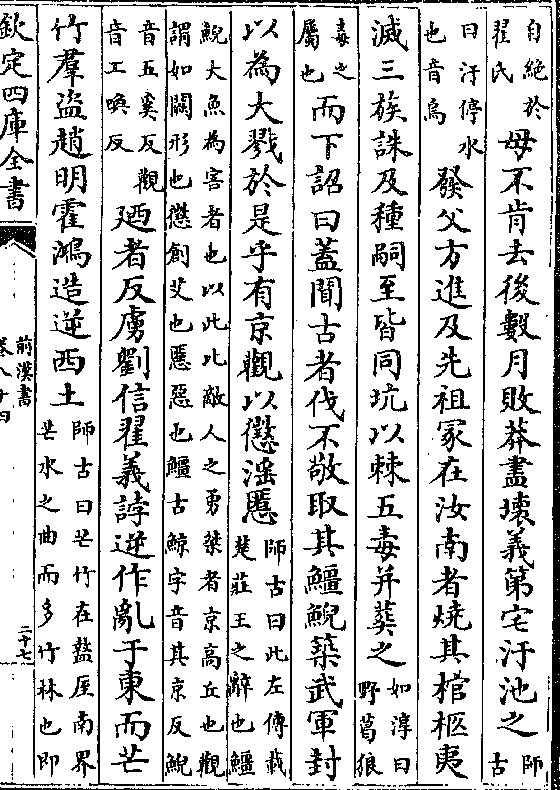 自絶於
翟氏
母不肯去後數月敗莽盡壞義第宅汙池之
師
古
曰汙停水
也音烏
發父方進及先祖冢在汝南者燒其棺柩夷
滅三族誅及種嗣至皆同坑以棘五毒并葬之
如淳曰
野葛狼
毒之
屬也
而下詔曰蓋聞古者伐不敬取其鱷鯢築武軍封
以為大戮於是乎有京觀以懲淫慝
師古曰此左傳載
楚莊王之辭也鱷
鯢大魚為害者也以此比敵人之勇桀者京高丘也觀
謂如闕形也懲創乂也慝惡也鱷古鯨字音其京反鯢
音五奚反觀
音工喚反
廼者反虜劉信翟義誖逆作亂于東而芒
竹羣盜趙明霍鴻造逆西土
師古曰芒竹在盩厔南界
芒水之曲而多竹林也即
欽定四庫全書
前漢書
卷八十四
二十七